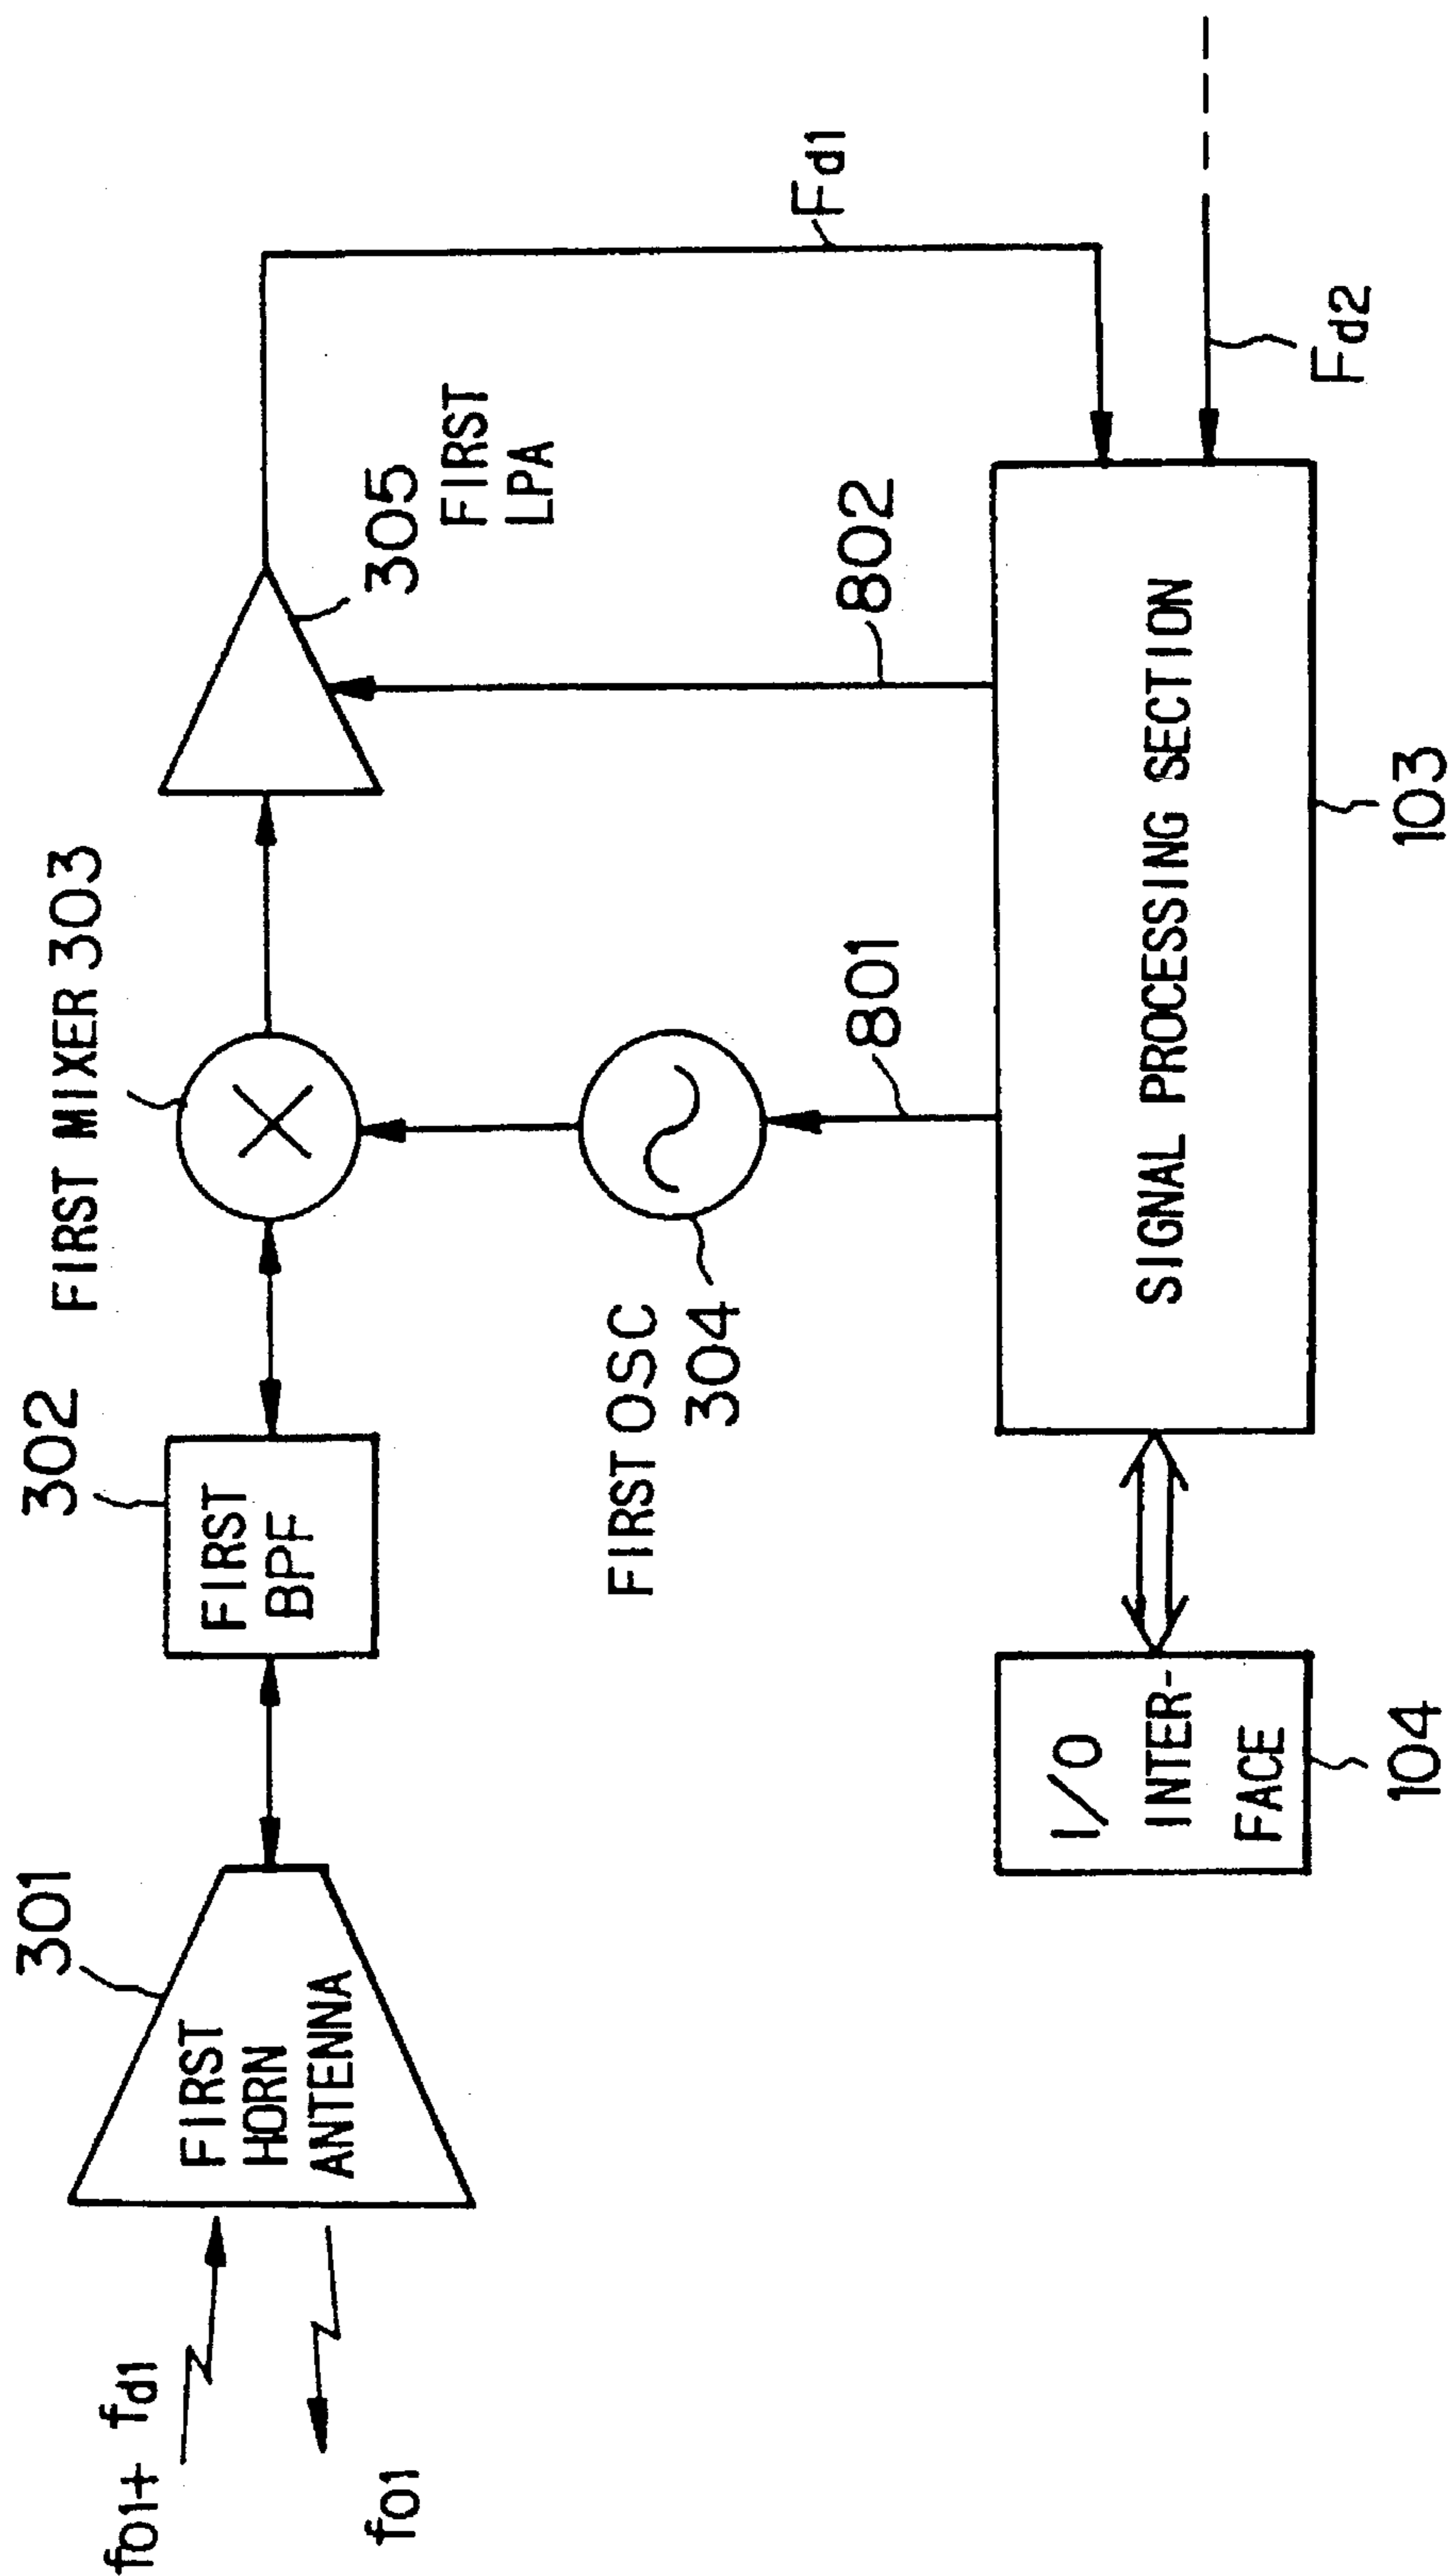 301
302
FIRST MIXER 303
f01+ fd1
f01
FIRST
HORN
ANTENNA
FIRST
BPF
305
FIRST
LPA
Fd1
FIRST OSC
304
801
802
I/O
INTER-
FACE
104
SIGNAL PROCESSING SECTION
103
Fd2